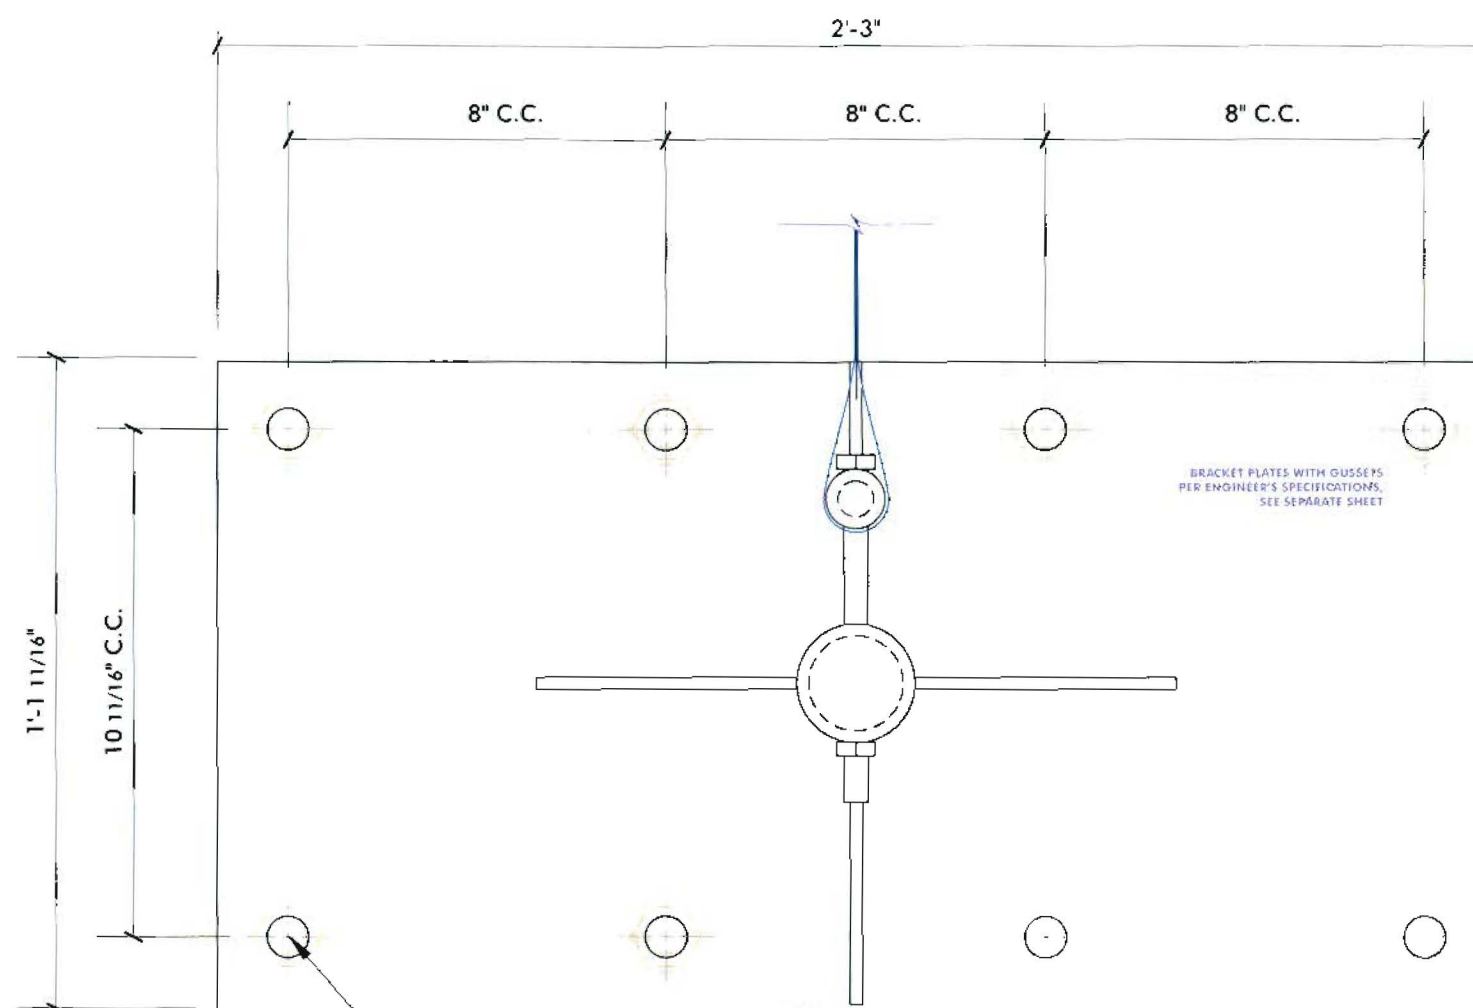 2'-3"
8" C.C.
8" C.C.
8" C.C.
BRACKET PLATES WITH GUSSETS
PER ENGINEER'S SPECIFICATIONS,
SEE SEPARATE SHEET
1'-1 11/16"
10 11/16" C.C.